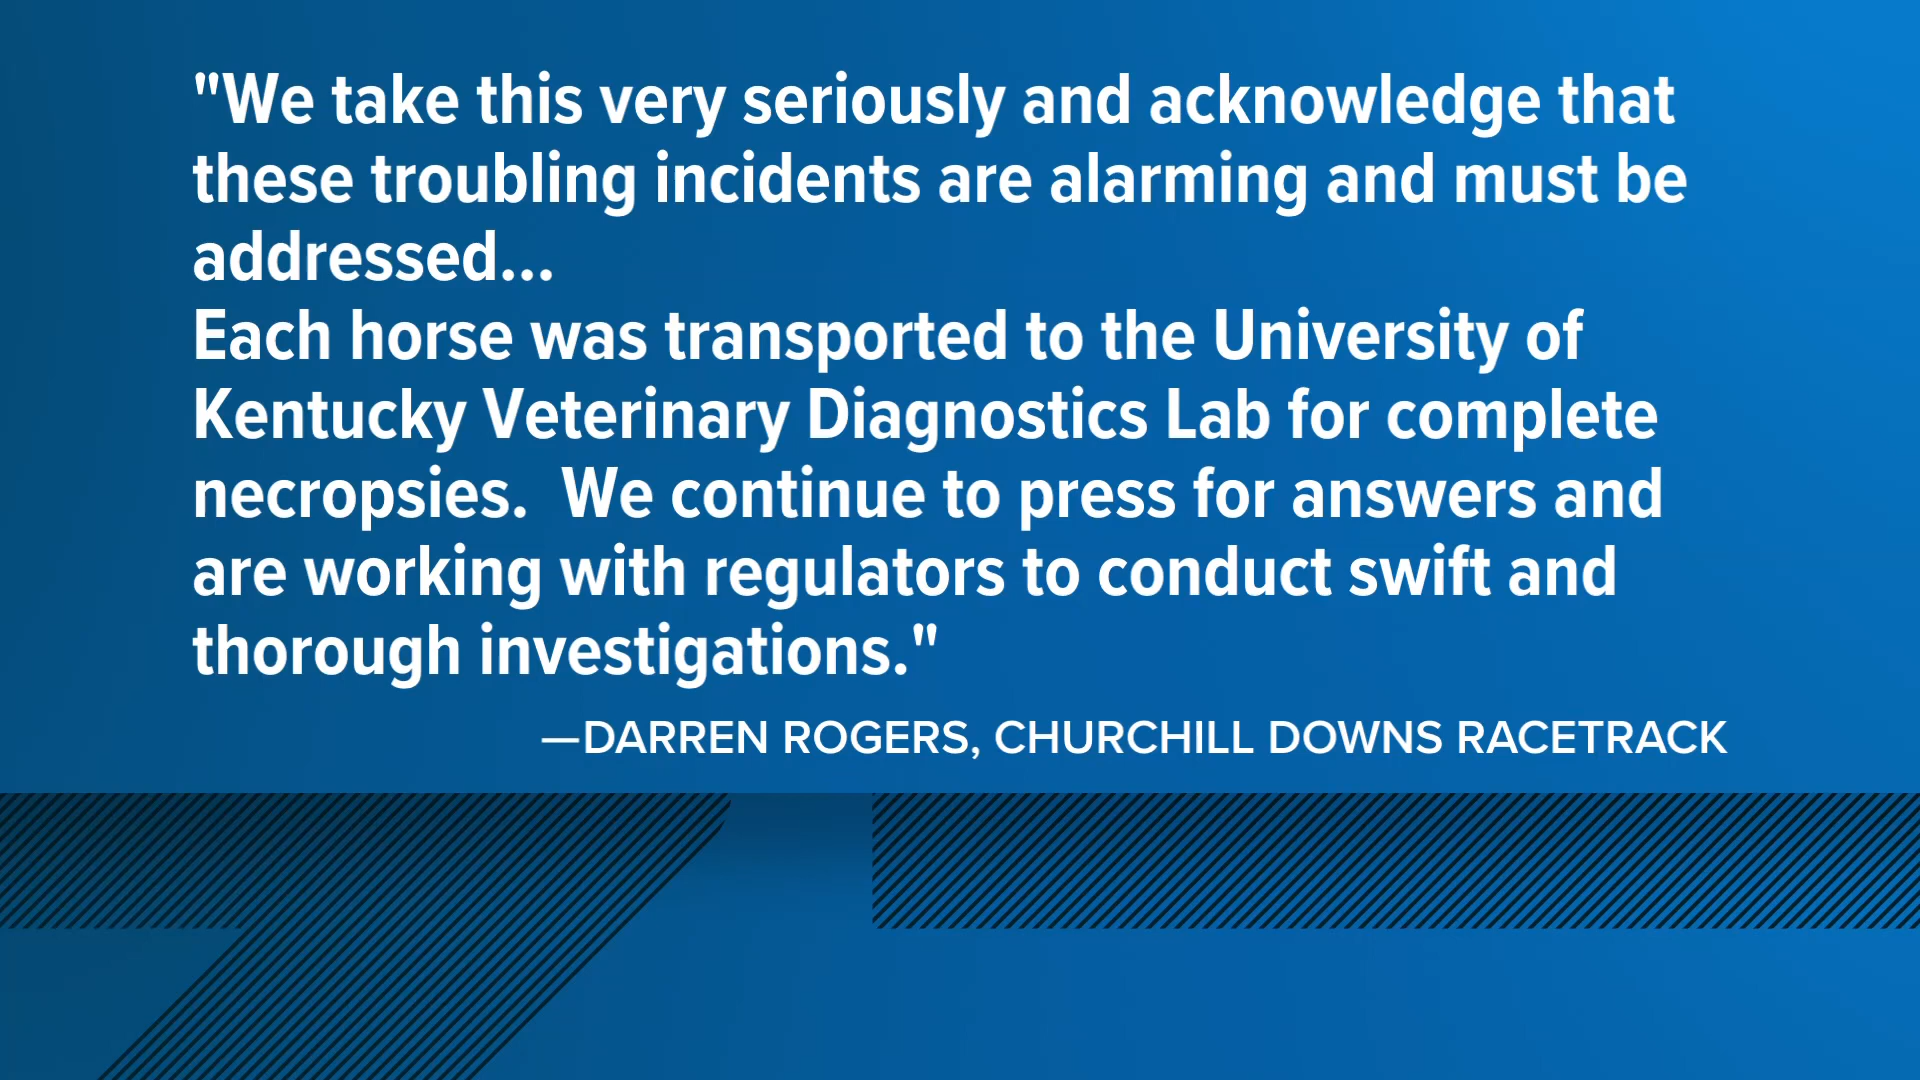 "We take this very seriously and acknowledge that
these troubling incidents are alarming and must be
addressed...
Each horse was transported to the University of
Kentucky Veterinary Diagnostics Lab for complete
necropsies.  We continue to press for answers and
are working with regulators to conduct swift and
thorough investigations."
—DARREN ROGERS, CHURCHILL DOWNS RACETRACK